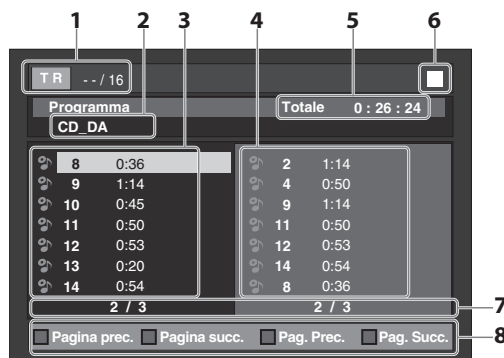 1 2 3 4 5 6
TR - - / 16
Programma Totale 0 : 26 : 24
CD_DA
8 0:36 2 1:14
9 1:14 4 0:50
10 0:45 9 1:14
11 0:50 11 0:50
12 0:53 12 0:53
13 0:20 14 0:54
14 0:54 8 0:36
2 / 3 2 / 3 7
Pagina prec. Pagina succ. Pag. Prec. Pag. Succ. 8